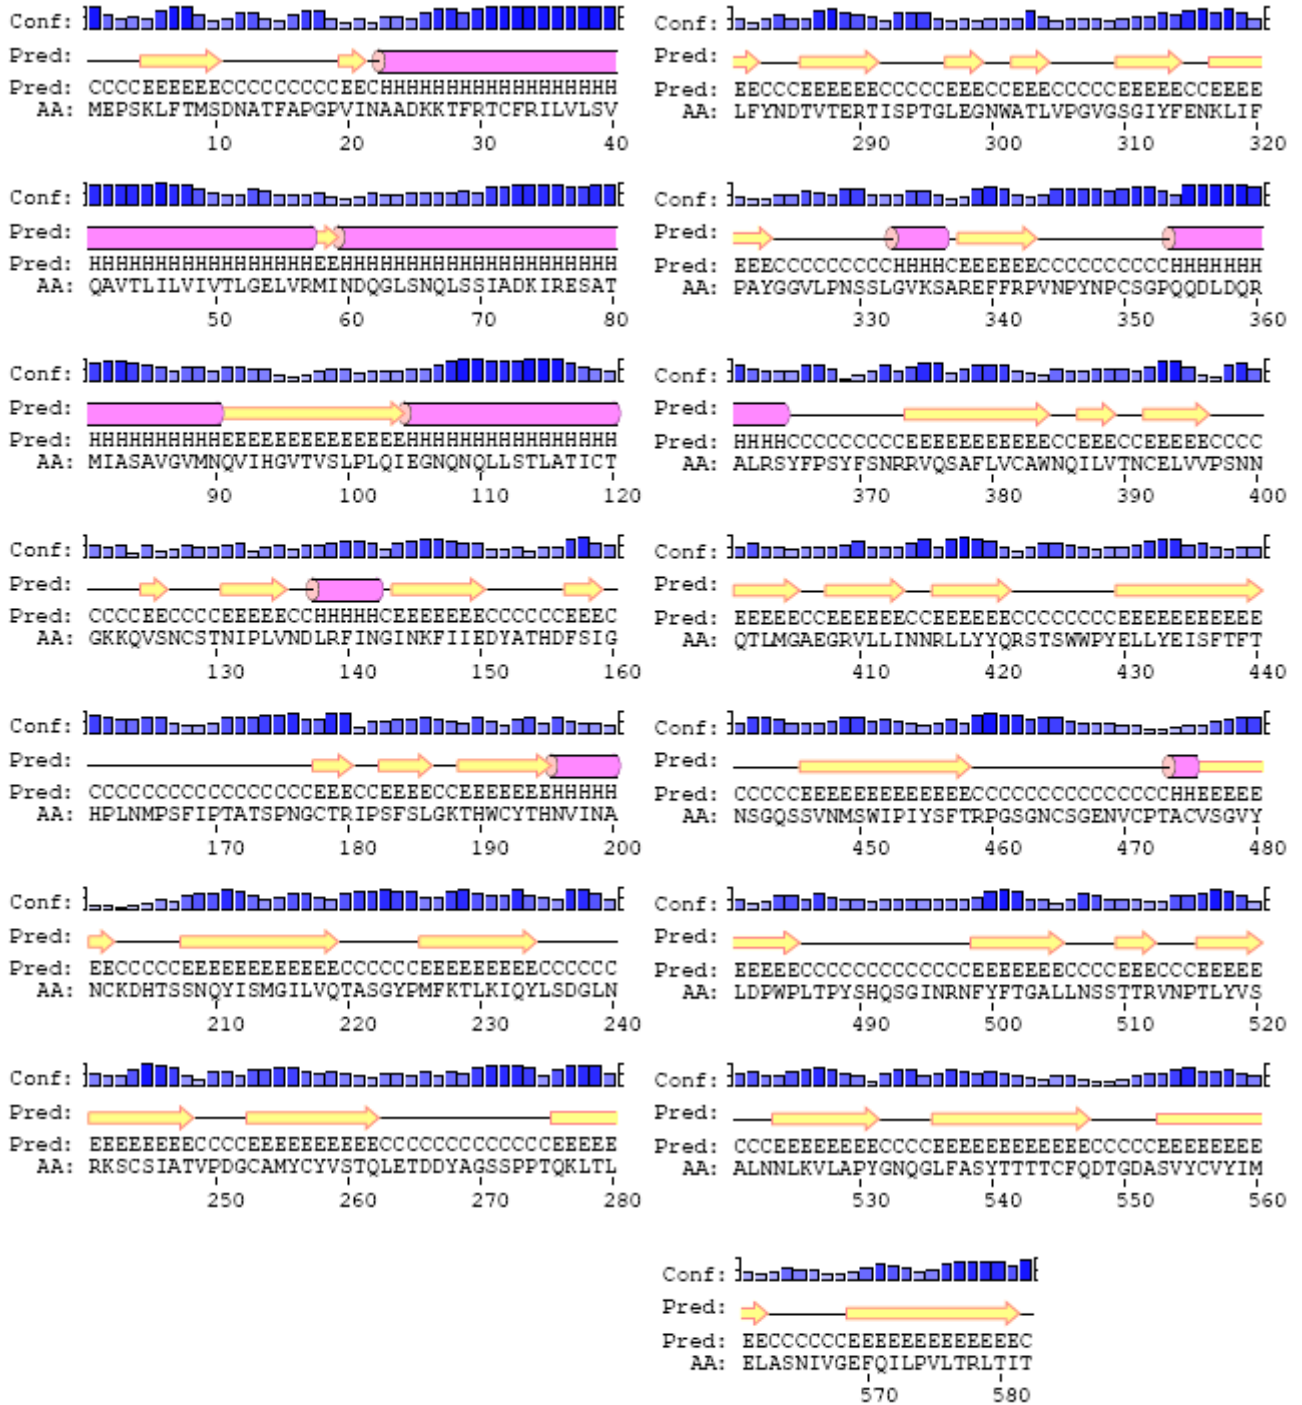 Conf:
Pred:
Pred: CCCCEEEEEECCCCCCCCCEECHHHHHHHHHHHHHHHHHH
AA: MEPSKLFTMSDNATFAPGPVINAADKKTFRTCFRILVLSV
10 20 30 40
Conf:
Pred:
Pred: HHHHHHHHHHHHHHHHHEEHHHHHHHHHHHHHHHHHHHHH
AA: QAVTLILVIVTLGELVRMINDQGLSNQLSSIADKIRESAT
50 60 70 80
Conf:
Pred:
Pred: HHHHHHHHHHEEEEEEEEEEEEEEHHHHHHHHHHHHHHHH
AA: MIASAVGVMNQVIHGVTVSLPLQIEGNQNQLLSTLATICT
90 100 110 120
Conf:
Pred:
Pred: CCCCEECCCCEEEEECCHHHHHCEEEEEEECCCCCCEEEC
AA: GKKQVSNCSTNIPLVNDLRFINGINKFIIEDYATHDFSIG
130 140 150 160
Conf:
Pred:
Pred: CCCCCCCCCCCCCCCCCEEECCEEEECCEEEEEEEHHHHH
AA: HPLNMPSFIPTATSPNGCTRIPSFSLGKTHWCYTHNVINA
170 180 190 200
Conf:
Pred:
Pred: EECCCCCEEEEEEEEEEEECCCCCCEEEEEEEEECCCCCC
AA: NCKDHTSSNQYISMGILVQTASGYPMFKTLKIQYLSDGLN
210 220 230 240
Conf:
Pred:
Pred: EEEEEEEECCCCEEEEEEEEEECCCCCCCCCCCCCEEEEE
AA: RKSCSIATVPDGCAMYCYVSTQLETDDYAGSSPPTQKLTL
250 260 270 280
Conf:
Pred:
Pred: EECCCEEEEEECCCCCEEECCEEECCCCCEEEEECCEEEE
AA: LFYNDTVTERTISPTGLEGNWATLVPGVGSGIYFENKLIF
290 300 310 320
Conf:
Pred:
Pred: EEECCCCCCCCCHHHHCEEEEEECCCCCCCCCCHHHHHHH
AA: PAYGGVLPNSSLGVKSAREFFRPVNPYNPCSGPQQDLDQR
330 340 350 360
Conf:
Pred:
Pred: HHHHCCCCCCCCCEEEEEEEEEEECCEEECCEEEEECCCC
AA: ALRSYFPSYFSNRRVQSAFLVCAWNQILVTNCELVVPSNN
370 380 390 400
Conf:
Pred:
Pred: EEEEECCEEEEEECCEEEEEECCCCCCCCEEEEEEEEEEE
AA: QTLMGAEGRVLLINNRLLYYQRSTSWWPYELLYEISFTFT
410 420 430 440
Conf:
Pred:
Pred: CCCCCEEEEEEEEEEEEECCCCCCCCCCCCCCCHHEEEEE
AA: NSGQSSVNMSWIPIYSFTRPGSGNCSGENVCPTACVSGVY
450 460 470 480
Conf:
Pred:
Pred: EEEEECCCCCCCCCCCCCEEEEEEECCCCEEECCCEEEEE
AA: LDPWPLTPYSHQSGINRNFYFTGALLNSSTTRVNPTLYVS
490 500 510 520
Conf:
Pred:
Pred: CCCEEEEEEEECCCCEEEEEEEEEEEECCCCCEEEEEEEE
AA: ALNNLKVLAPYGNQGLFASYTTTTCFQDTGDASVYCVYIM
530 540 550 560
Conf:
Pred:
Pred: EECCCCCCEEEEEEEEEEEEEC
AA: ELASNIVGEFQILPVLTRLTIT
570 580